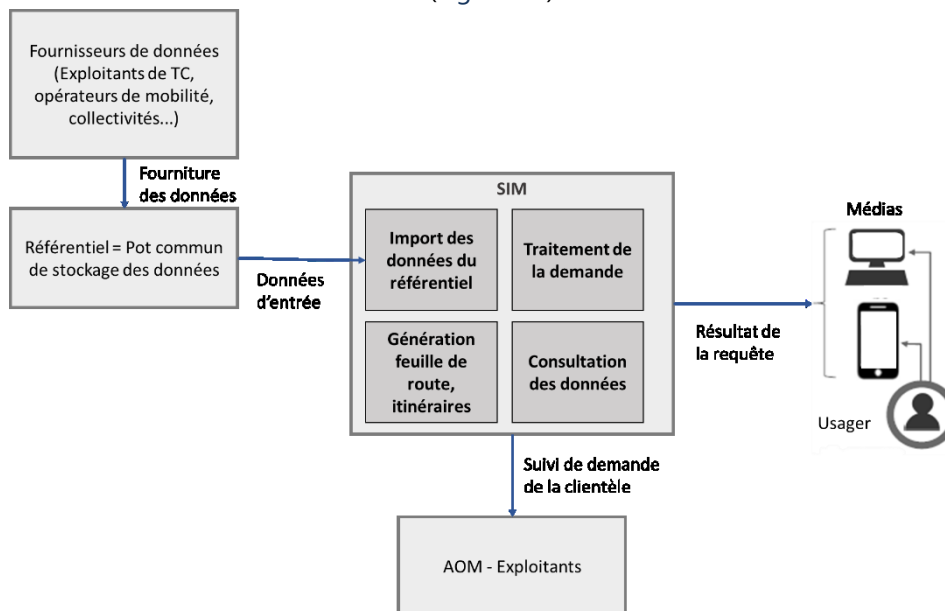 Fournisseurs de données
(Exploitants de TC,
opérateurs de mobilité,
collectivités...)
Fourniture
des données
Référentiel = Pot commun
de stockage des données
Données
d'entrée
SIM
Import des
données du
référentiel
Traitement de
la demande
Génération
feuille de
route,
itinéraires
Consultation
des données
Résultat de
la requête
Médias
Usager
Suivi de demande
de la clientèle
AOM - Exploitants